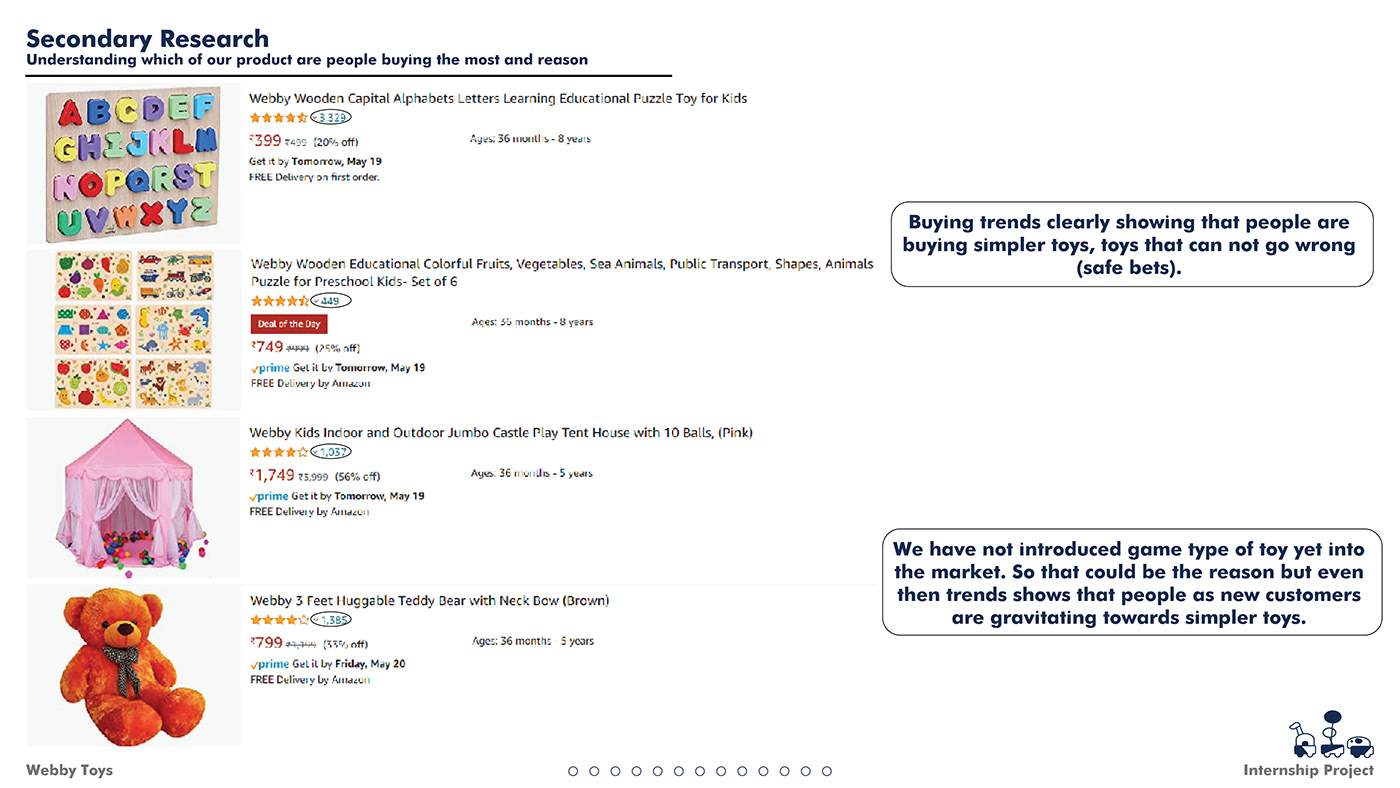 Secondary Research
Understanding which of our product are people buying the most and reason
A B C D E F
G H I J K L M
N O P Q R S T
U V W X Y Z
Webby Wooden Capital Alphabets Letters Learning Educational Puzzle Toy for Kids
3,329
₹399 ₹499 (20% off)
Ages: 36 months - 8 years
Get it by Tomorrow, May 19
FREE Delivery on first order.
Webby Wooden Educational Colorful Fruits, Vegetables, Sea Animals, Public Transport, Shapes, Animals
Puzzle for Preschool Kids- Set of 6
449
Deal of the Day
Ages: 36 months - 8 years
₹749 ₹999 (25% off)
prime Get it by Tomorrow, May 19
FREE Delivery by Amazon
Webby Kids Indoor and Outdoor Jumbo Castle Play Tent House with 10 Balls, (Pink)
1,037
₹1,749 ₹3,999 (56% off)
Ages: 36 months - 5 years
prime Get it by Tomorrow, May 19
FREE Delivery by Amazon
Webby 3 Feet Huggable Teddy Bear with Neck Bow (Brown)
1,385
₹799 ₹1,199 (33% off)
Ages: 36 months - 5 years
prime Get it by Friday, May 20
FREE Delivery by Amazon
Buying trends clearly showing that people are
buying simpler toys, toys that can not go wrong
(safe bets).
We have not introduced game type of toy yet into
the market. So that could be the reason but even
then trends shows that people as new customers
are gravitating towards simpler toys.
Webby Toys
Internship Project